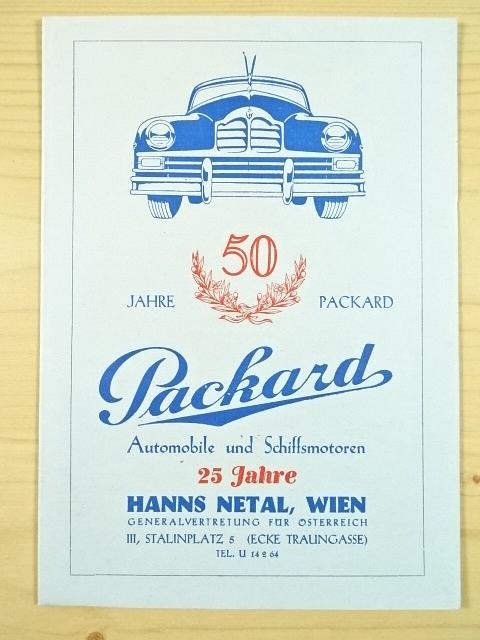 50
JAHRE PACKARD
Packard
Automobile und Schiffsmotoren
25 Jahre
HANNS NETAL, WIEN
GENERALVERTRETUNG FÜR ÖSTERREICH
III, STALINPLATZ 5 (ECKE TRAUNGASSE)
TEL. U 14 2 64